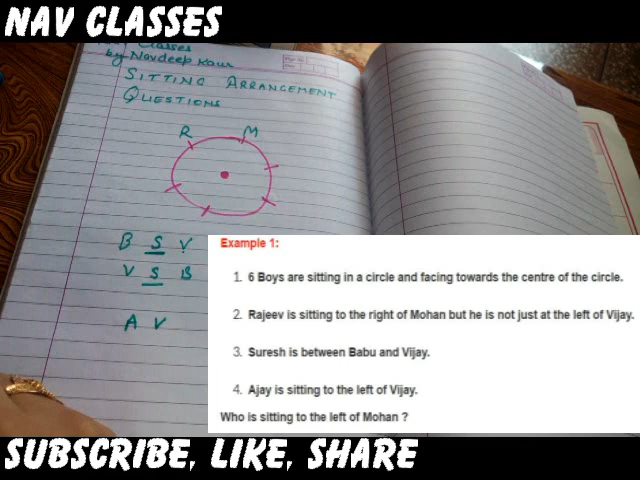 NAV CLASSES
Classes
by Navdeep Kaur
SITTING ARRANGEMENT
QUESTIONS
R M
B S V
V S B
A V
Example 1:
1. 6 Boys are sitting in a circle and facing towards the centre of the circle.
2. Rajeev is sitting to the right of Mohan but he is not just at the left of Vijay.
3. Suresh is between Babu and Vijay.
4. Ajay is sitting to the left of Vijay.
Who is sitting to the left of Mohan ?
SUBSCRIBE, LIKE, SHARE